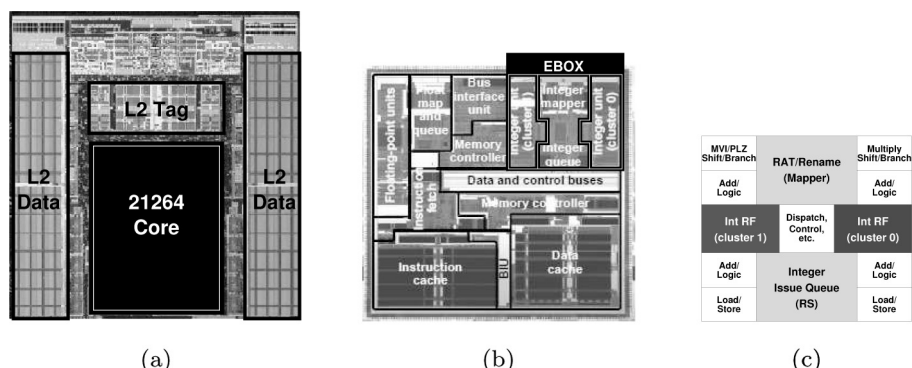 L2 Tag
L2
Data
L2
Data
21264
Core
(a)
EBOX
Floating-point units
Float
map
and
queue
Bus
interface
unit
Memory
controller
Integer unit
(cluster 1)
Integer
mapper
Integer
queue
Integer unit
(cluster 0)
Data and control buses
Instruction
fetch
Memory controller
Instruction
cache
BIU
Data
cache
(b)
MVI/PLZ
Shift/Branch
RAT/Rename
(Mapper)
Multiply
Shift/Branch
Add/
Logic
Add/
Logic
Int RF
(cluster 1)
Dispatch,
Control,
etc.
Int RF
(cluster 0)
Add/
Logic
Integer
Issue Queue
(RS)
Add/
Logic
Load/
Store
Load/
Store
(c)